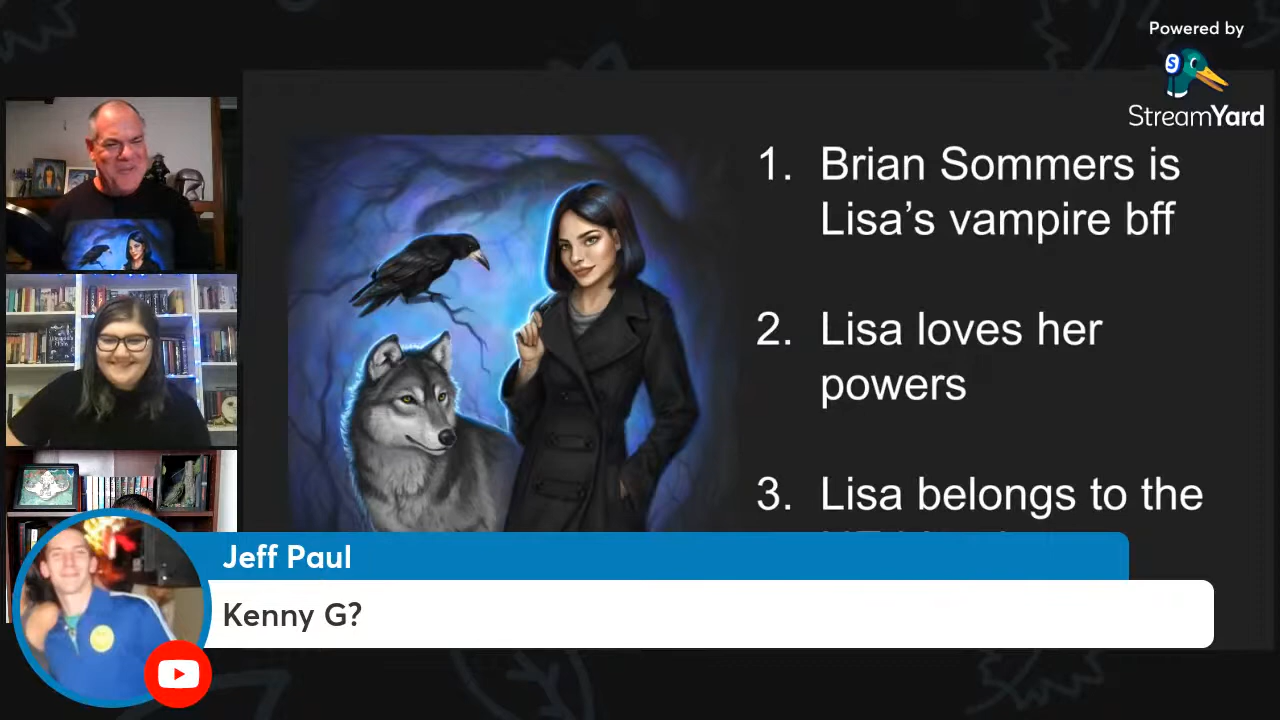 Powered by
StreamYard
1. Brian Sommers is
Lisa’s vampire bff
2. Lisa loves her
powers
3. Lisa belongs to the
Jeff Paul
Kenny G?